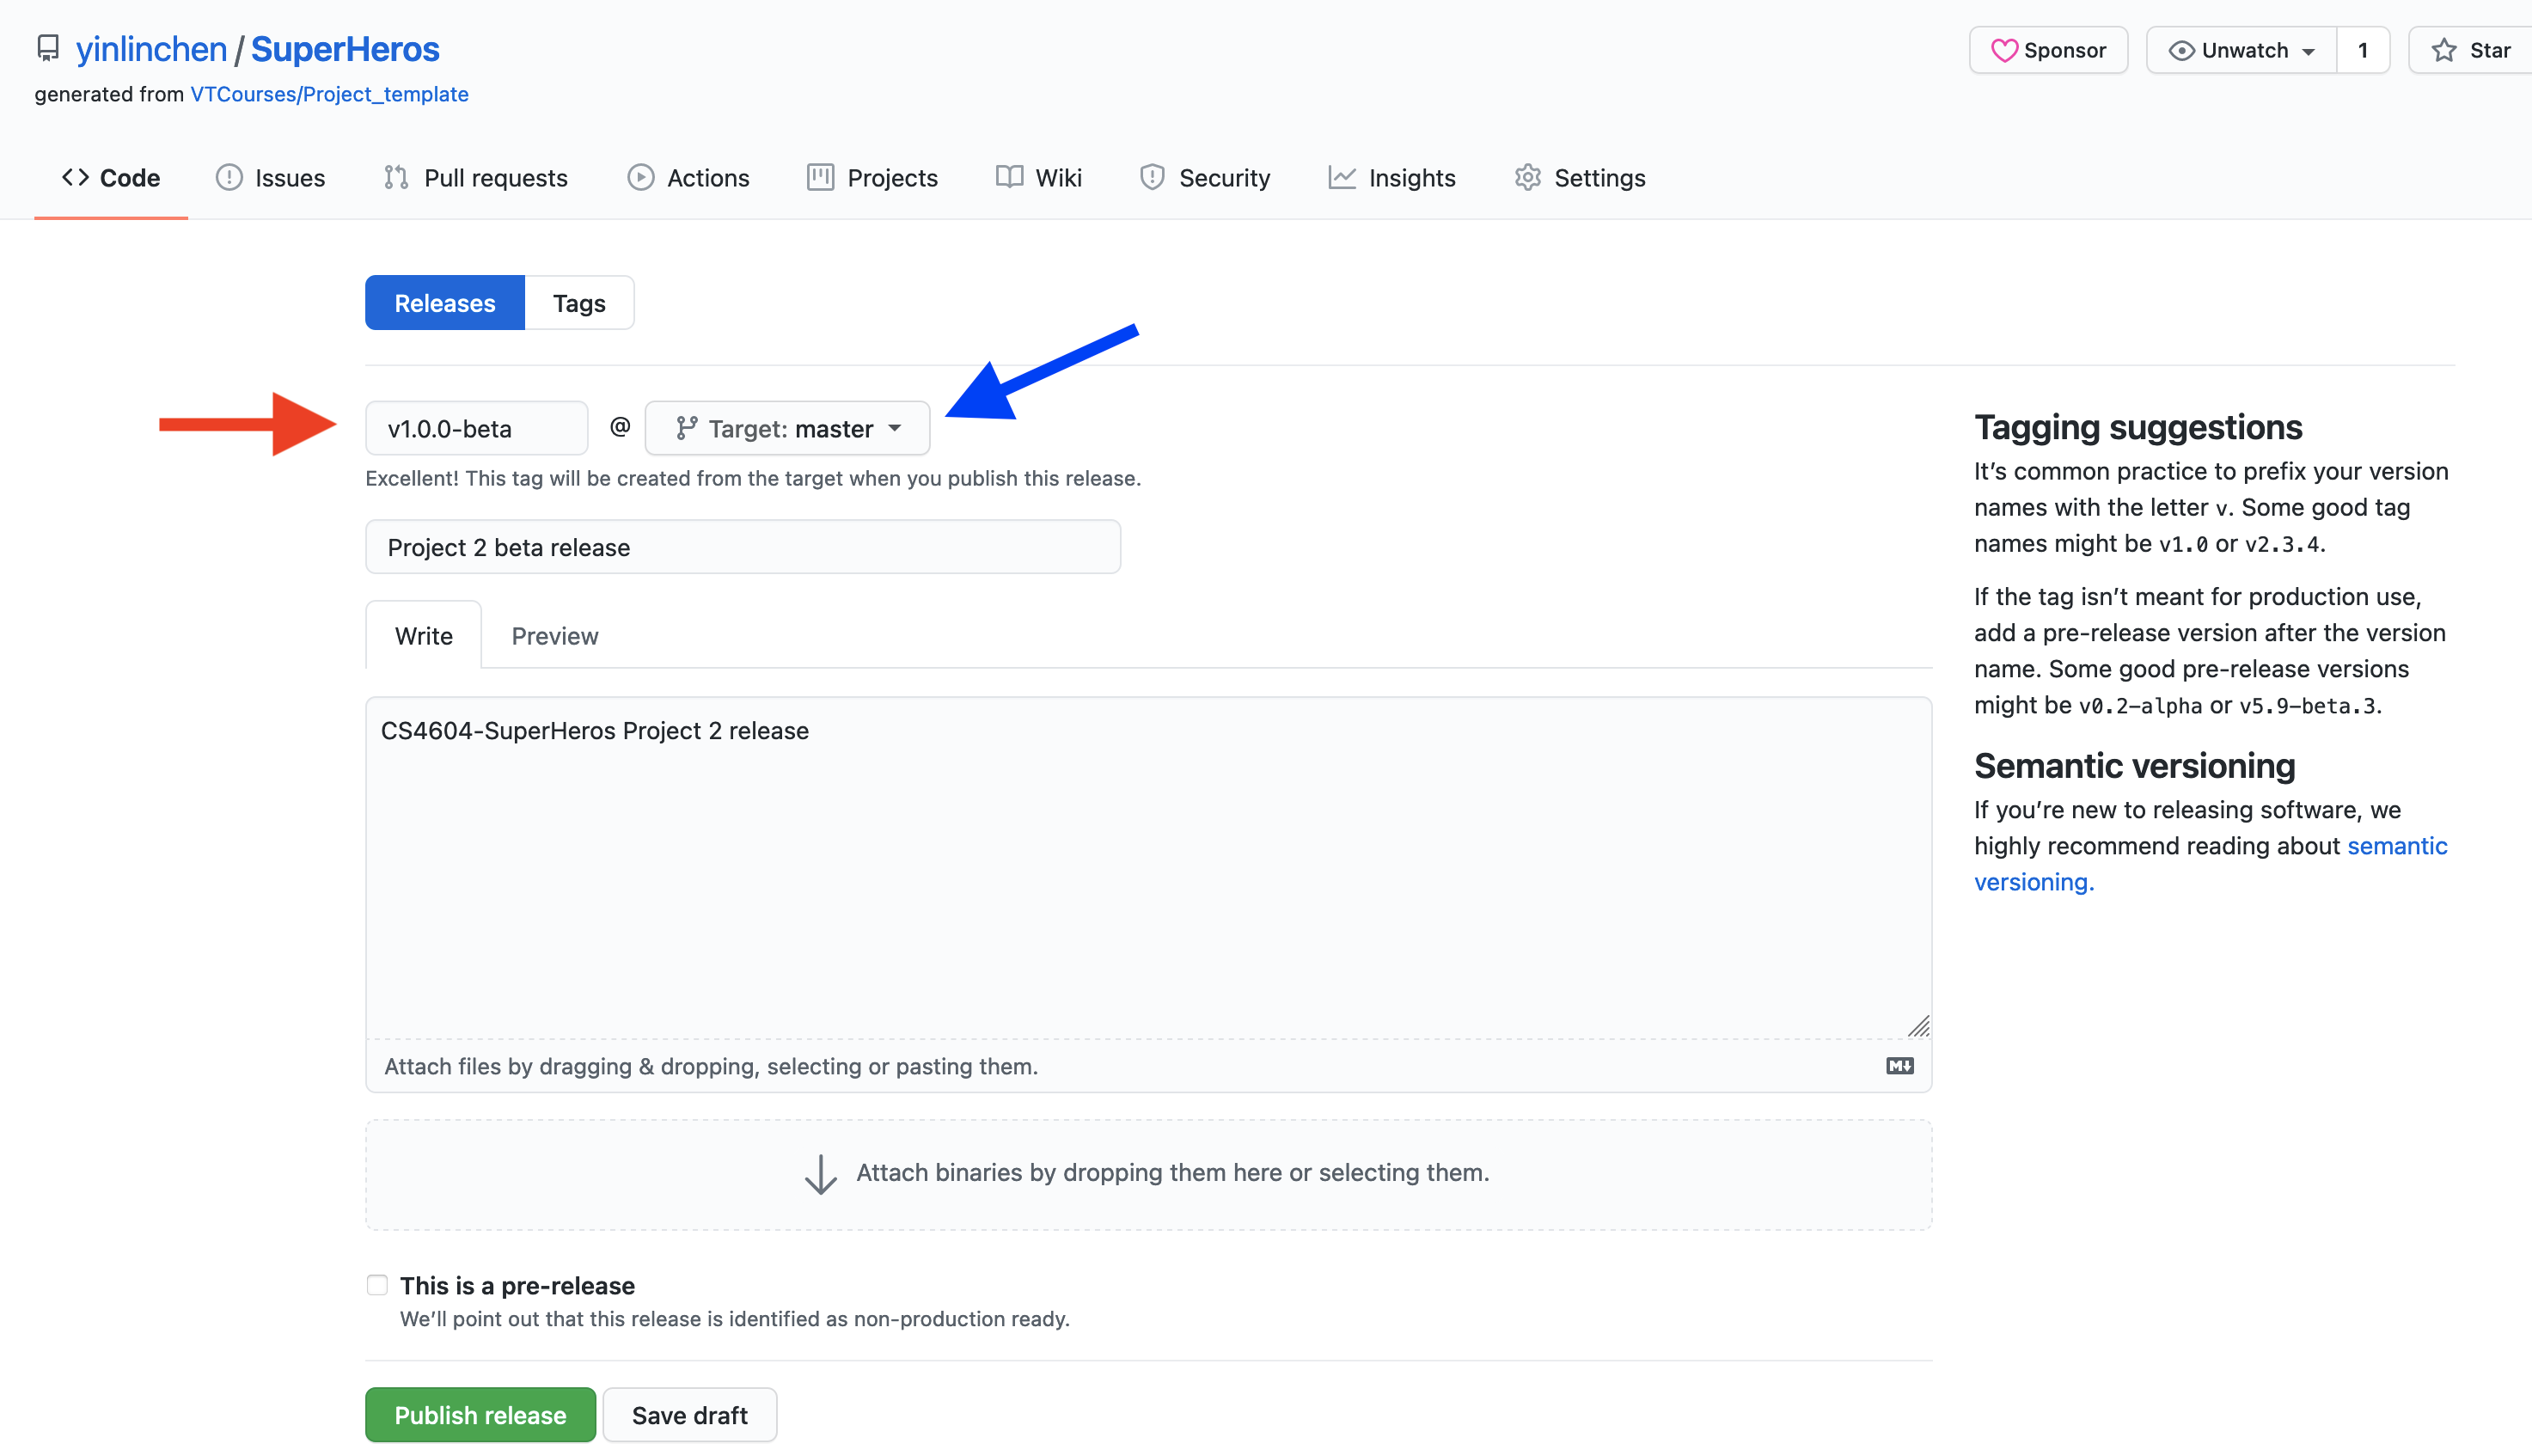 yinlinchen / SuperHeros
generated from VTCourses/Project_template
Sponsor
Unwatch
1
Star
Code
Issues
Pull requests
Actions
Projects
Wiki
Security
Insights
Settings
Releases
Tags
v1.0.0-beta
@
Target: master
Excellent! This tag will be created from the target when you publish this release.
Project 2 beta release
Write
Preview
CS4604-SuperHeros Project 2 release
Attach files by dragging & dropping, selecting or pasting them.
M
Attach binaries by dropping them here or selecting them.
This is a pre-release
We’ll point out that this release is identified as non-production ready.
Publish release
Save draft
Tagging suggestions
It’s common practice to prefix your version
names with the letter v. Some good tag
names might be v1.0 or v2.3.4.
If the tag isn’t meant for production use,
add a pre-release version after the version
name. Some good pre-release versions
might be v0.2-alpha or v5.9-beta.3.
Semantic versioning
If you’re new to releasing software, we
highly recommend reading about semantic
versioning.